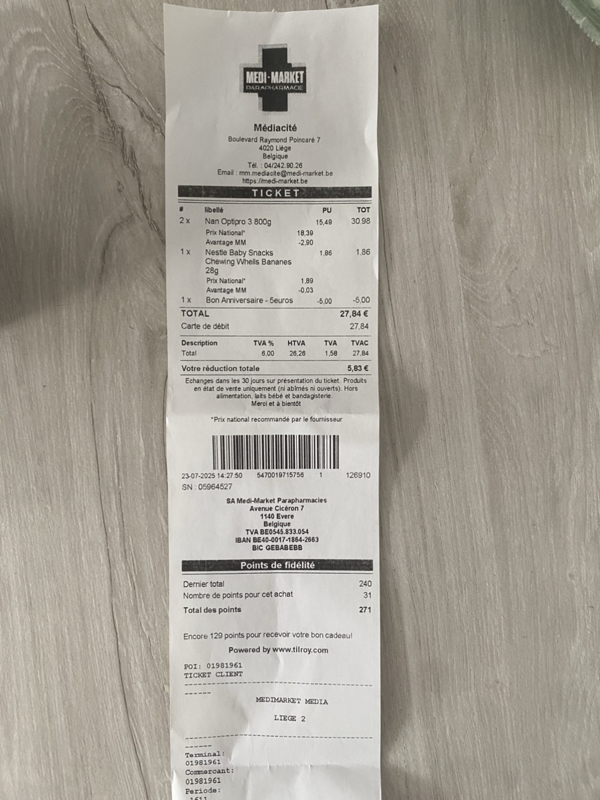 MEDI-MARKET
PARAPHARMACIE
Médiacité
Boulevard Raymond Poincaré 7
4020 Liège
Belgique
Tél. : 04/242.90.26
Email : mm.mediacite@medi-market.be
https://medi-market.be
TICKET
# libellé PU TOT
2 x Nan Optipro 3 800g 15,49 30,98
Prix National* 18,39
Avantage MM -2,90
1 x Nestle Baby Snacks 1,86 1,86
Chewing Whells Bananes
28g
Prix National* 1,89
Avantage MM -0,03
1 x Bon Anniversaire - 5euros -5,00 -5,00
TOTAL 27,84 €
Carte de débit 27,84
Description TVA % HTVA TVA TVAC
Total 6,00 26,26 1,58 27,84
Votre réduction totale 5,83 €
Echanges dans les 30 jours sur présentation du ticket. Produits
en état de vente uniquement (ni abîmés ni ouverts). Hors
alimentation, laits bébé et bandagisterie.
Merci et à bientôt
*Prix national recommandé par le fournisseur
23-07-2025 14:27:50 5470019715756 1 126910
SN : 05964527
SA Medi-Market Parapharmacies
Avenue Cicéron 7
1140 Evere
Belgique
TVA BE0545.833.054
IBAN BE40-0017-1864-2663
BIC GEBABEBB
Points de fidélité
Dernier total 240
Nombre de points pour cet achat 31
Total des points 271
Encore 129 points pour recevoir votre bon cadeau!
Powered by www.tilroy.com
POI: 01981961
TICKET CLIENT
MEDIMARKET MEDIA
LIEGE 2
Terminal:
01981961
Commercant:
01981961
Periode:
1611